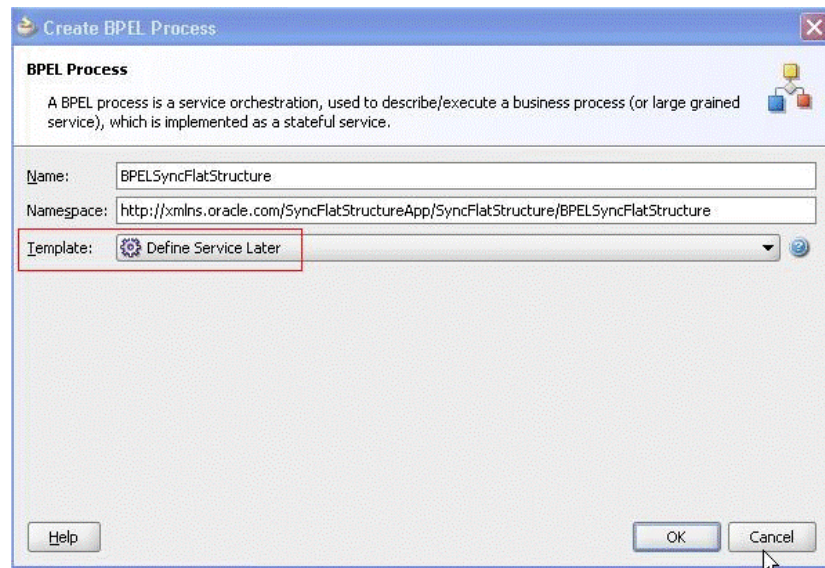 Create BPEL Process
BPEL Process
A BPEL process is a service orchestration, used to describe/execute a business process (or large grained
service), which is implemented as a stateful service.
Name: BPELSyncFlatStructure
Namespace: http://xmlns.oracle.com/SyncFlatStructureApp/SyncFlatStructure/BPELSyncFlatStructure
Template: Define Service Later
Help OK Cancel